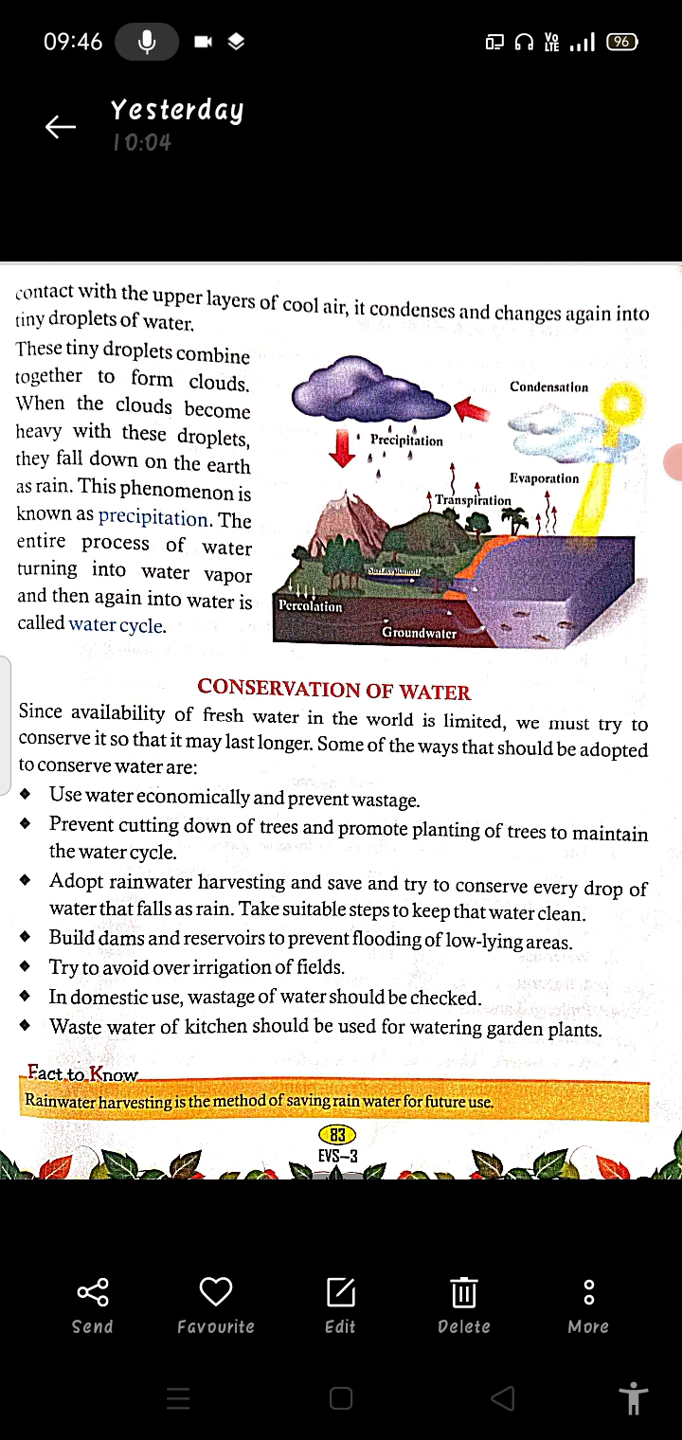 09:46
Vo LTE
96
Yesterday
10:04
contact with the upper layers of cool air, it condenses and changes again into
tiny droplets of water.
These tiny droplets combine
together to form clouds.
When the clouds become
heavy with these droplets,
they fall down on the earth
as rain. This phenomenon is
known as precipitation. The
entire process of water
turning into water vapor
and then again into water is
called water cycle.
Condensation
Precipitation
Evaporation
Transpiration
Percolation
Groundwater
CONSERVATION OF WATER
Since availability of fresh water in the world is limited, we must try to
conserve it so that it may last longer. Some of the ways that should be adopted
to conserve water are:
❖ Use water economically and prevent wastage.
❖ Prevent cutting down of trees and promote planting of trees to maintain
the water cycle.
❖ Adopt rainwater harvesting and save and try to conserve every drop of
water that falls as rain. Take suitable steps to keep that water clean.
❖ Build dams and reservoirs to prevent flooding of low-lying areas.
❖ Try to avoid over irrigation of fields.
❖ In domestic use, wastage of water should be checked.
❖ Waste water of kitchen should be used for watering garden plants.
Fact to Know
Rainwater harvesting is the method of saving rain water for future use.
83
EVS–3
Send
Favourite
Edit
Delete
More